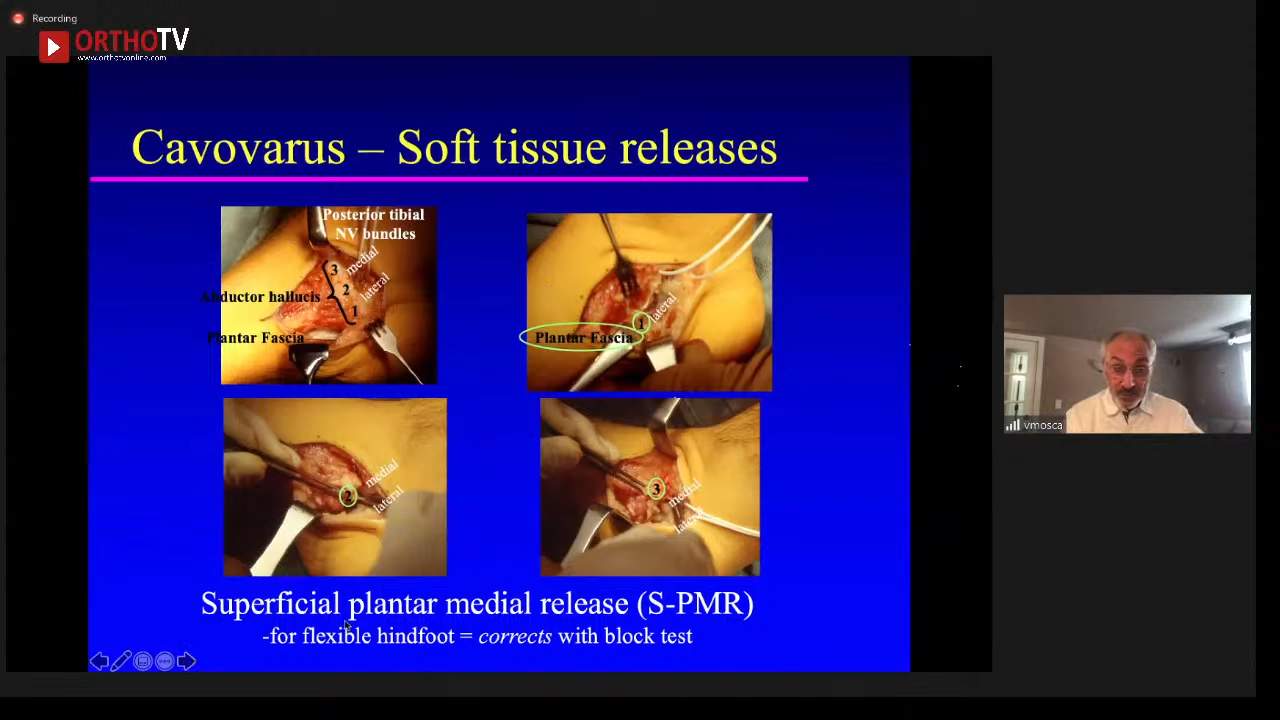 Recording
ORTHOTV
www.orthotvonline.com
Cavovarus – Soft tissue releases
Posterior tibial
NV bundles
3
medial
2
lateral
1
Abductor hallucis
Plantar Fascia
lateral
1
Plantar Fascia
medial
2
lateral
3
medial
lateral
Superficial plantar medial release (S-PMR)
-for flexible hindfoot = corrects with block test
vmosca